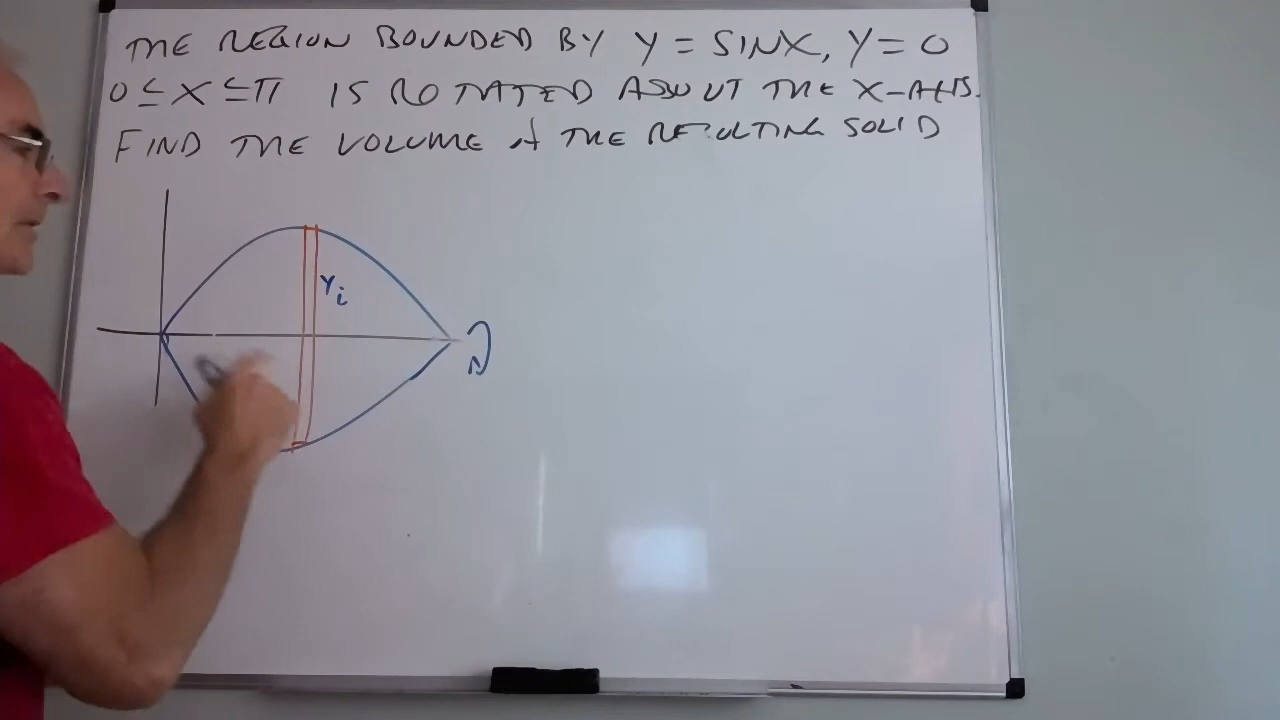 THE REGION BOUNDED BY Y = SINX, Y = 0
0 ≤ X ≤ π IS ROTATED ABOUT THE X-AXIS.
FIND THE VOLUME of THE RESULTING SOLID
Yi